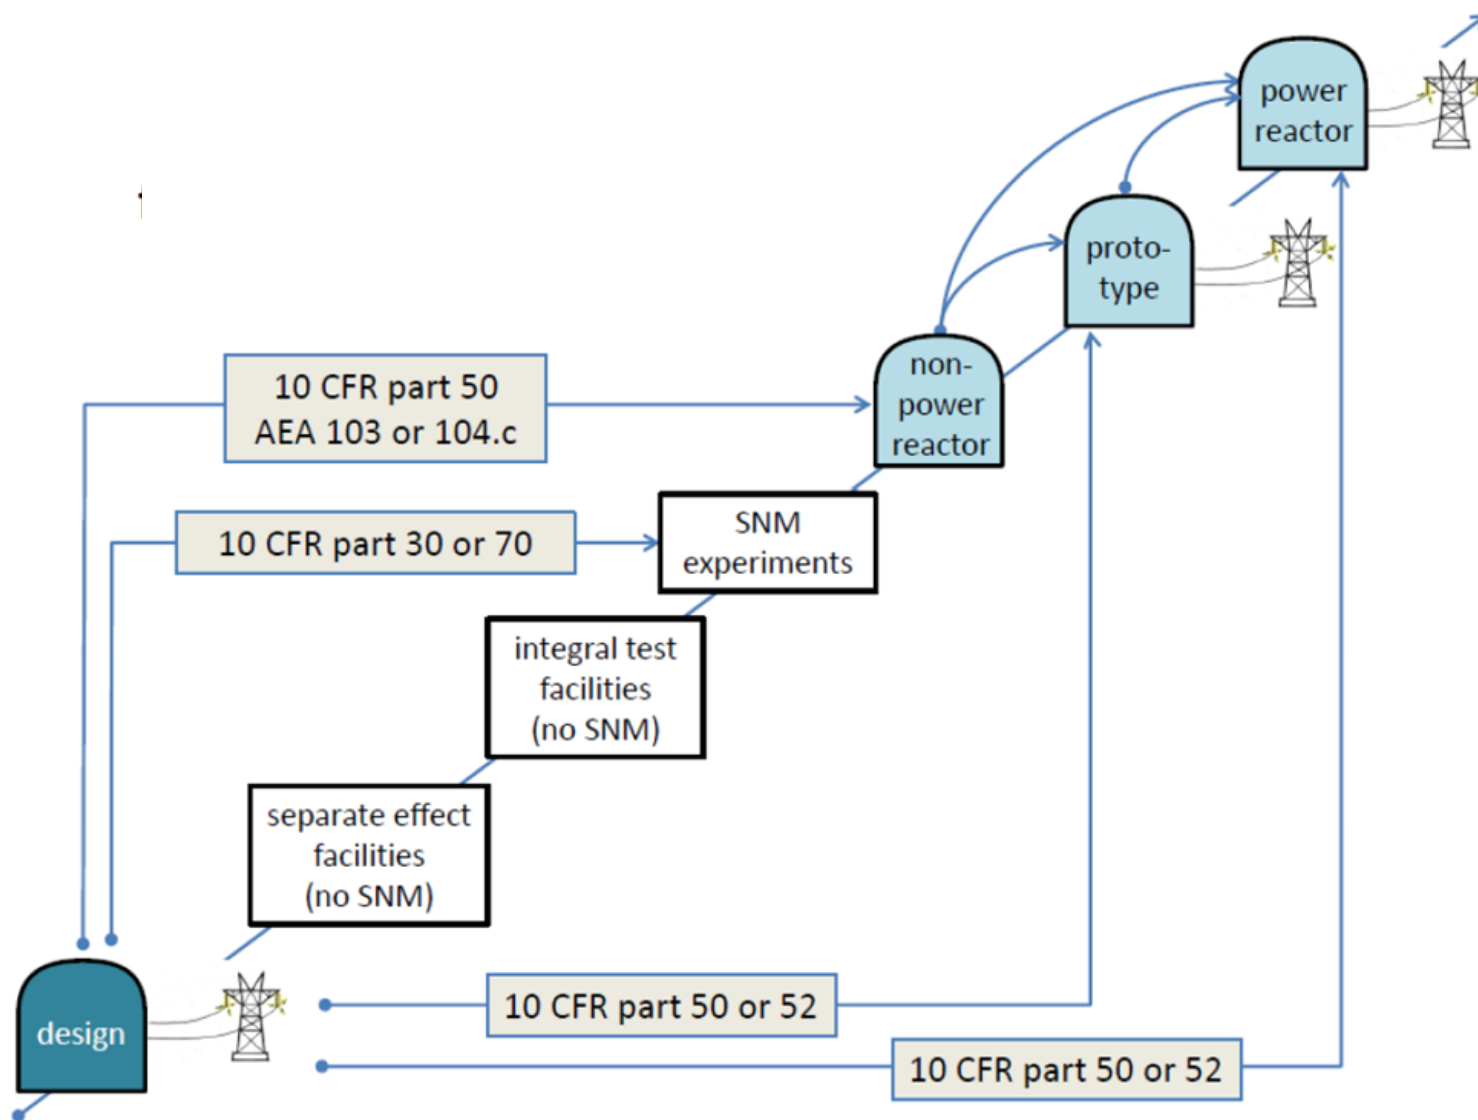 power
reactor
proto-
type
non-
power
reactor
10 CFR part 50
AEA 103 or 104.c
SNM
experiments
10 CFR part 30 or 70
integral test
facilities
(no SNM)
separate effect
facilities
(no SNM)
design
10 CFR part 50 or 52
10 CFR part 50 or 52